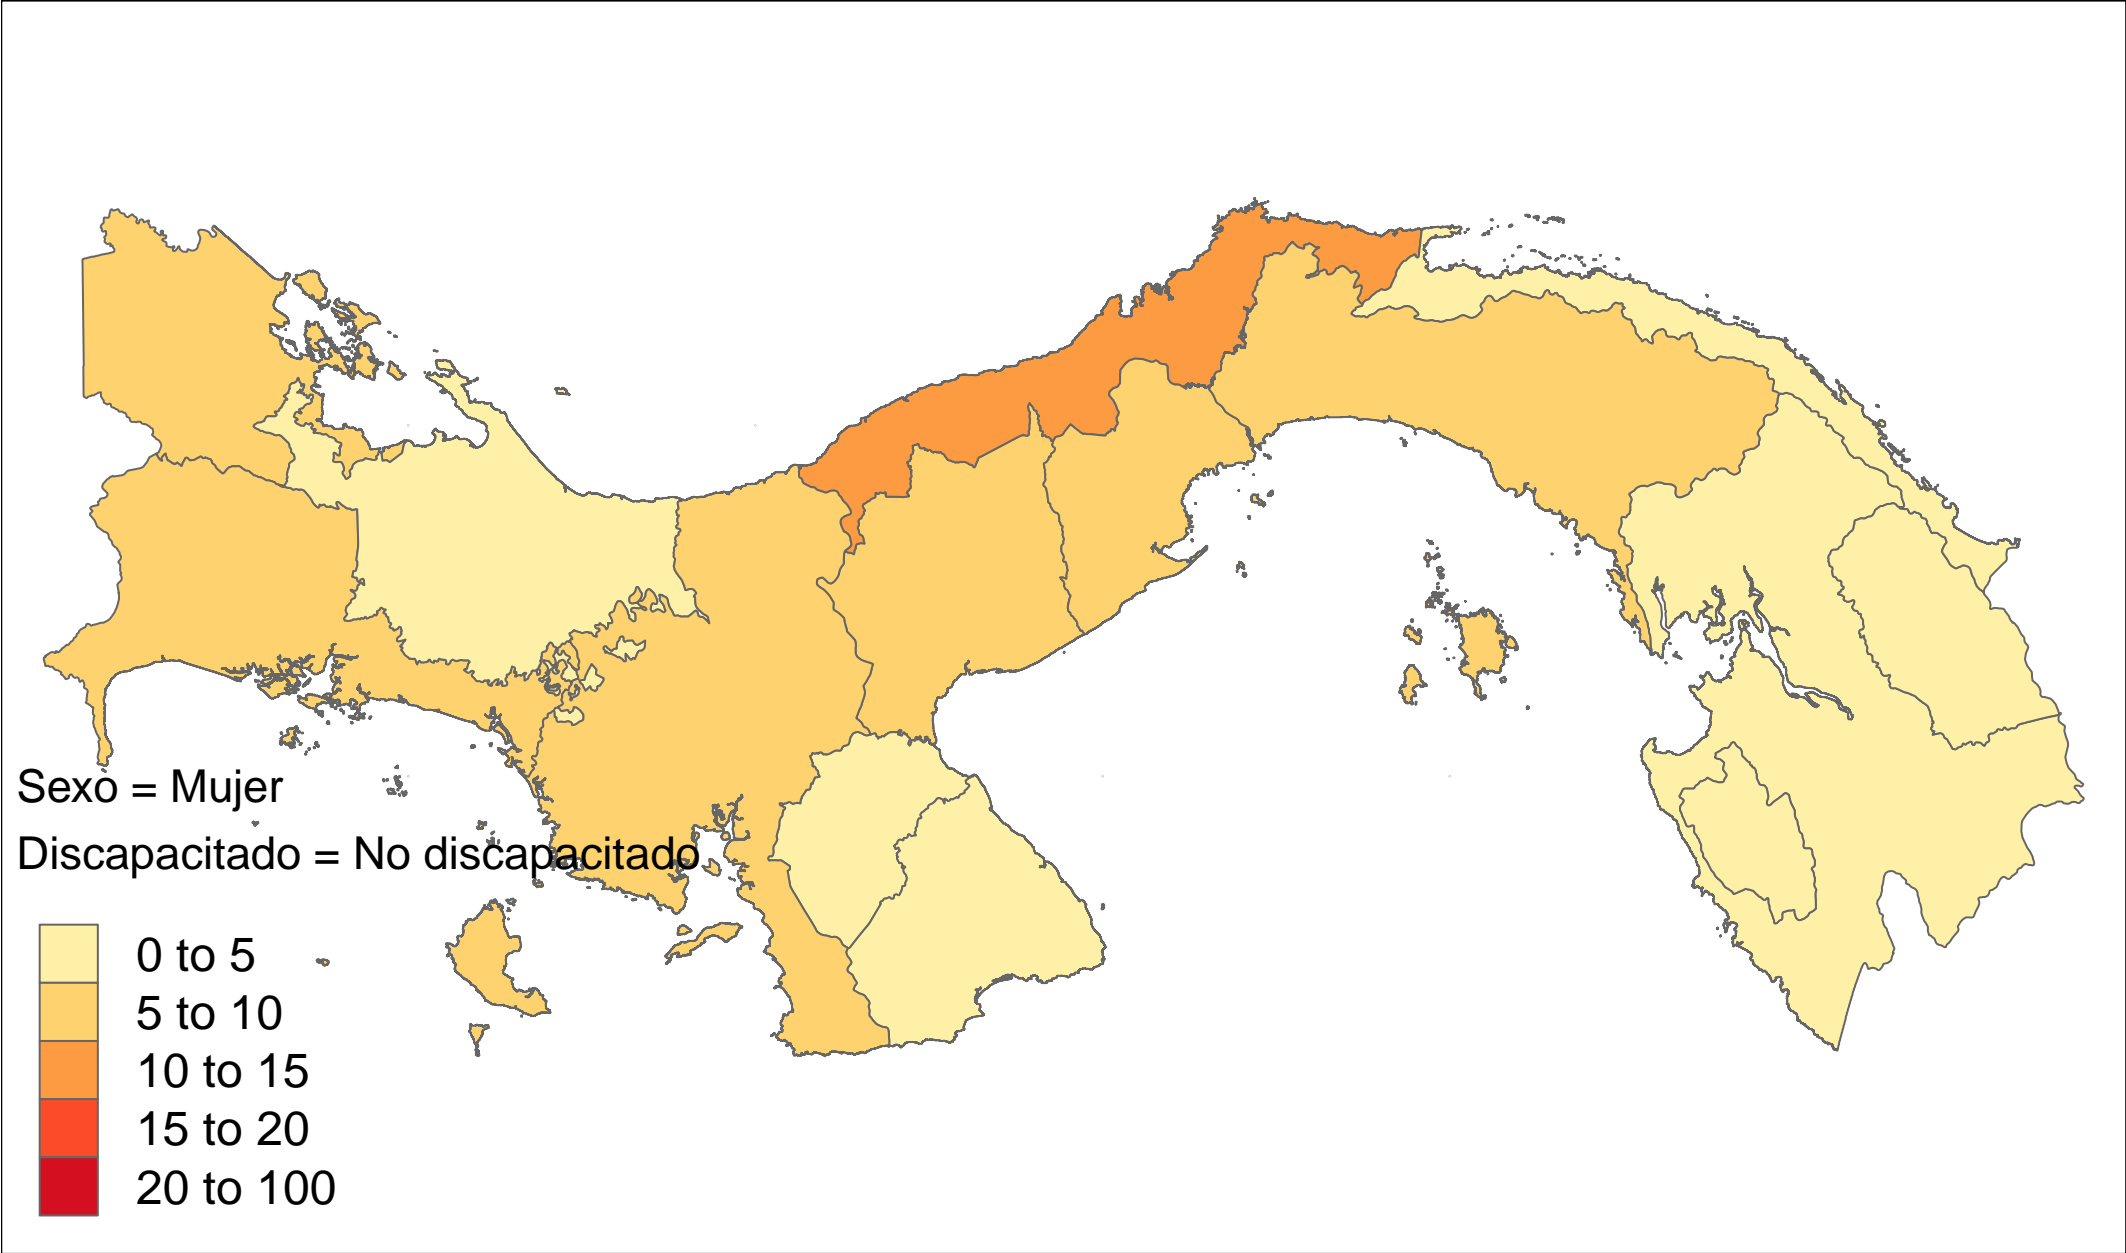 Sexo = Mujer
Discapacitado = No discapacitado
0 to 5
5 to 10
10 to 15
15 to 20
20 to 100